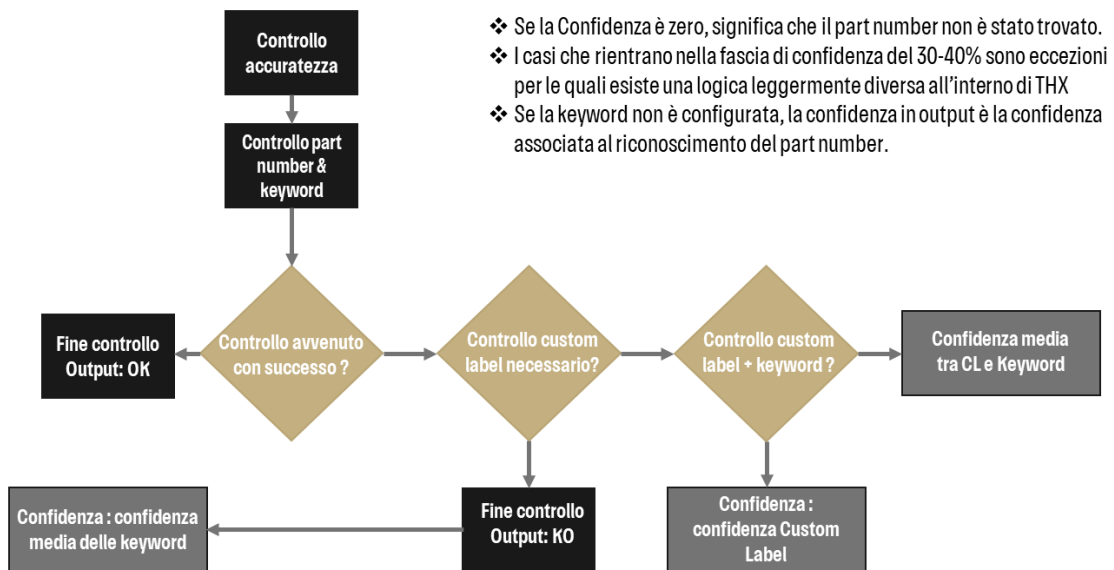 Controllo
accuratezza
❖ Se la Confidenza è zero, significa che il part number non è stato trovato.
❖ I casi che rientrano nella fascia di confidenza del 30-40% sono eccezioni
per le quali esiste una logica leggermente diversa all'interno di THX
❖ Se la keyword non è configurata, la confidenza in output è la confidenza
associata al riconoscimento del part number.
Controllo part
number &
keyword
Fine controllo
Output: OK
Controllo avvenuto
con successo ?
Controllo custom
label necessario?
Controllo custom
label + keyword ?
Confidenza media
tra CL e Keyword
Confidenza : confidenza
media delle keyword
Fine controllo
Output: KO
Confidenza :
confidenza Custom
Label